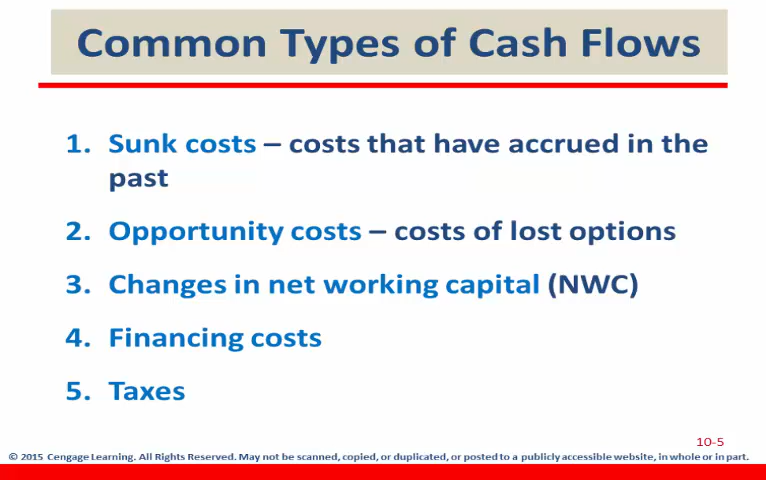 Common Types of Cash Flows
1. Sunk costs – costs that have accrued in the
past
2. Opportunity costs – costs of lost options
3. Changes in net working capital (NWC)
4. Financing costs
5. Taxes
10-5
© 2015 Cengage Learning. All Rights Reserved. May not be scanned, copied, or duplicated, or posted to a publicly accessible website, in whole or in part.